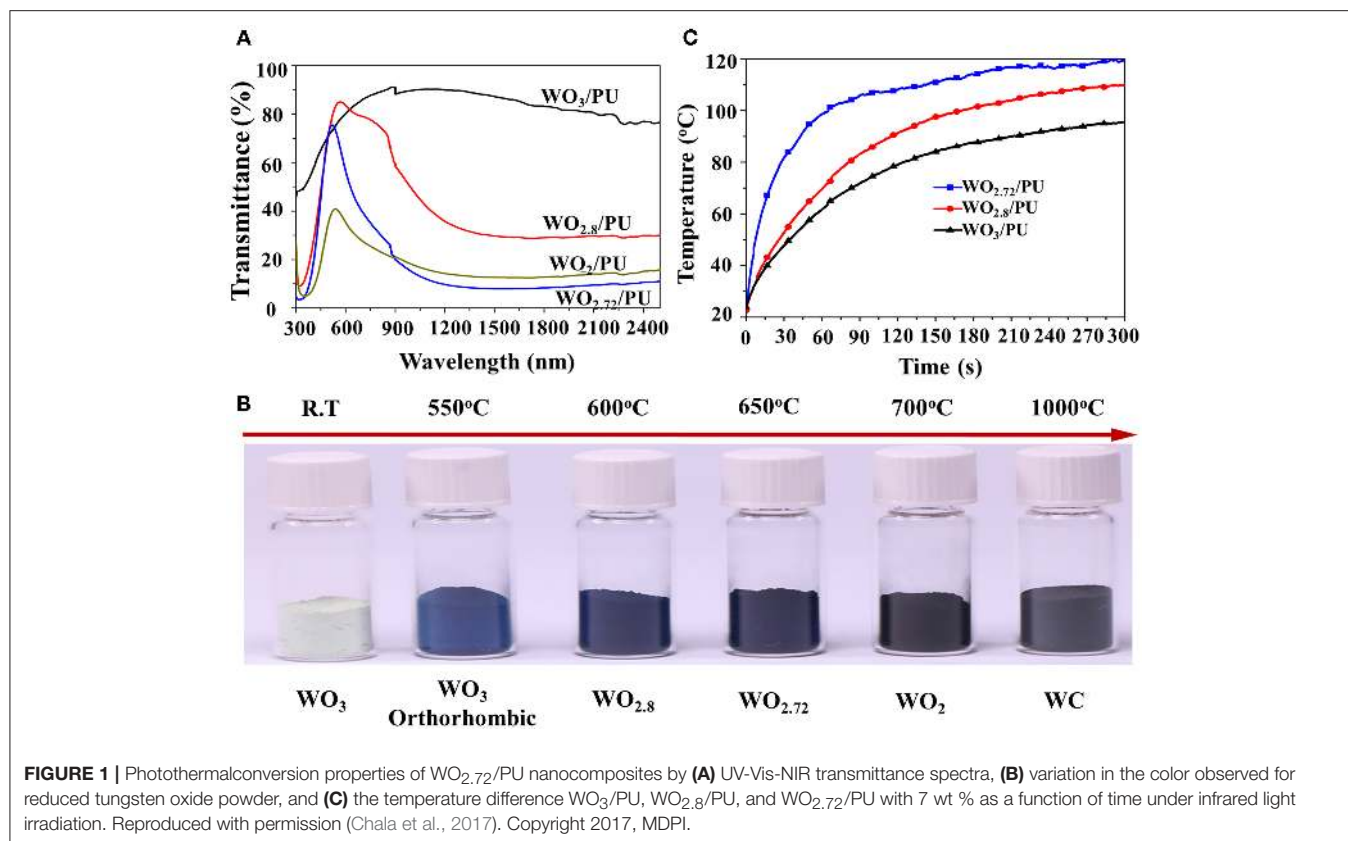 A
100
80
60
40
20
0
Transmittance (%)
WO3/PU
WO2.8/PU
WO2/PU
WO2.72/PU
300 600 900 1200 1500 1800 2100 2400
Wavelength (nm)
C
120
100
80
60
40
20
Temperature (°C)
WO2.72/PU
WO2.8/PU
WO3/PU
0 30 60 90 120 150 180 210 240 270 300
Time (s)
B
R.T 550°C 600°C 650°C 700°C 1000°C
WO3 WO3 Orthorhombic WO2.8 WO2.72 WO2 WC
FIGURE 1 | Photothermalconversion properties of WO2.72/PU nanocomposites by (A) UV-Vis-NIR transmittance spectra, (B) variation in the color observed for
reduced tungsten oxide powder, and (C) the temperature difference WO3/PU, WO2.8/PU, and WO2.72/PU with 7 wt % as a function of time under infrared light
irradiation. Reproduced with permission (Chala et al., 2017). Copyright 2017, MDPI.